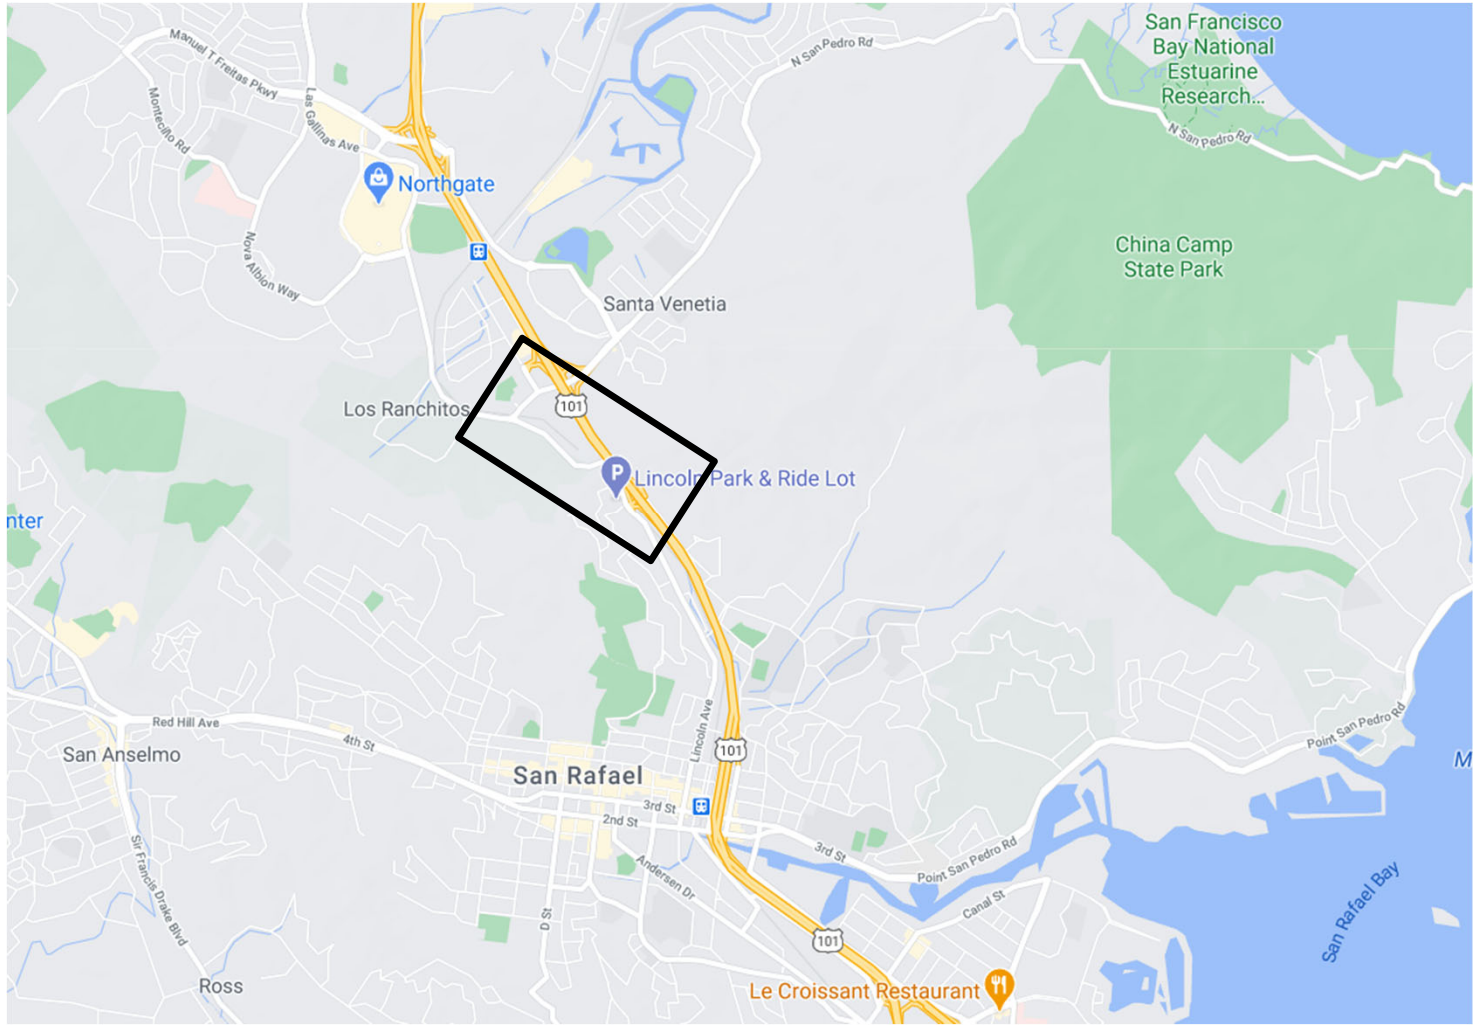 San Francisco
Bay National
Estuarine
Research...
Manuel T Freitas Pkwy
N San Pedro Rd
Montecillo Rd
Las Gallinas Ave
N San Pedro Rd
Northgate
China Camp
State Park
Nova Albion Way
Santa Venetia
Los Ranchitos
101
P
Lincoln Park & Ride Lot
nter
Red Hill Ave
4th St
Lincoln Ave
Point San Pedro Rd
San Anselmo
101
M
San Rafael
3rd St
2nd St
3rd St
Point San Pedro Rd
Sir Francis Drake Blvd
Andersen Dr
Canal St
San Rafael Bay
D St
101
Ross
Le Croissant Restaurant